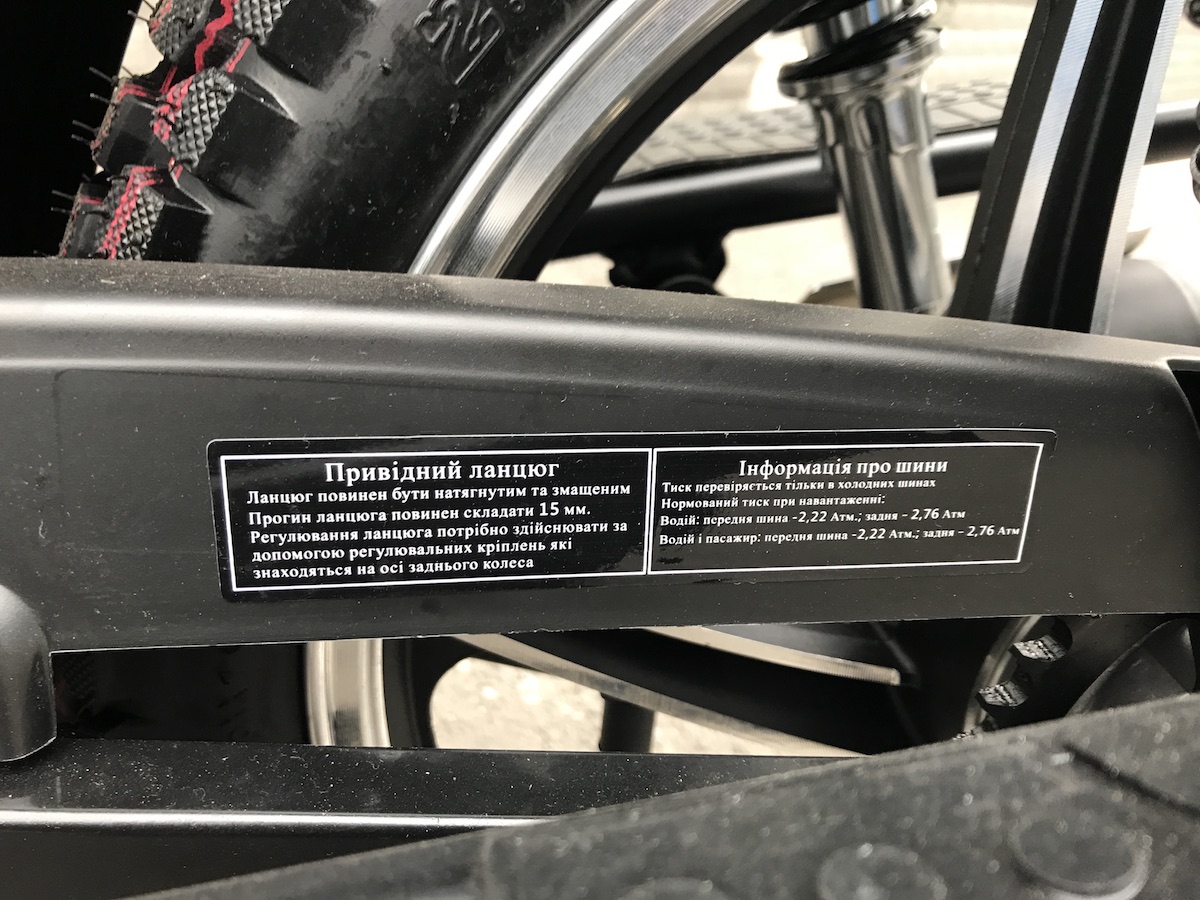 Привідний ланцюг
Ланцюг повинен бути натягнутим та змащеним
Прогин ланцюга повинен складати 15 мм.
Регулювання ланцюга потрібно здійснювати за
допомогою регулювальних кріплень які
знаходяться на осі заднього колеса
Інформація про шини
Тиск перевіряється тільки в холодних шинах
Нормований тиск при навантаженні:
Водій: передня шина -2,22 Атм.; задня - 2,76 Атм
Водій і пасажир: передня шина -2,22 Атм.; задня - 2,76 Атм